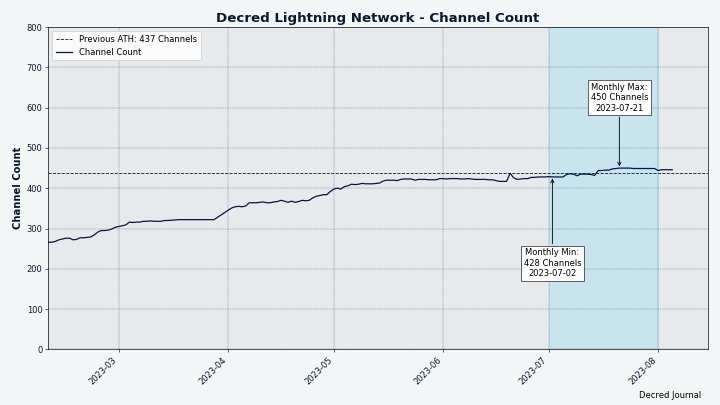 Decred Lightning Network - Channel Count
Previous ATH: 437 Channels
Channel Count
Channel Count
800
700
600
500
400
300
200
100
0
Monthly Max:
450 Channels
2023-07-21
Monthly Min:
428 Channels
2023-07-02
2023-03
2023-04
2023-05
2023-06
2023-07
2023-08
Decred Journal